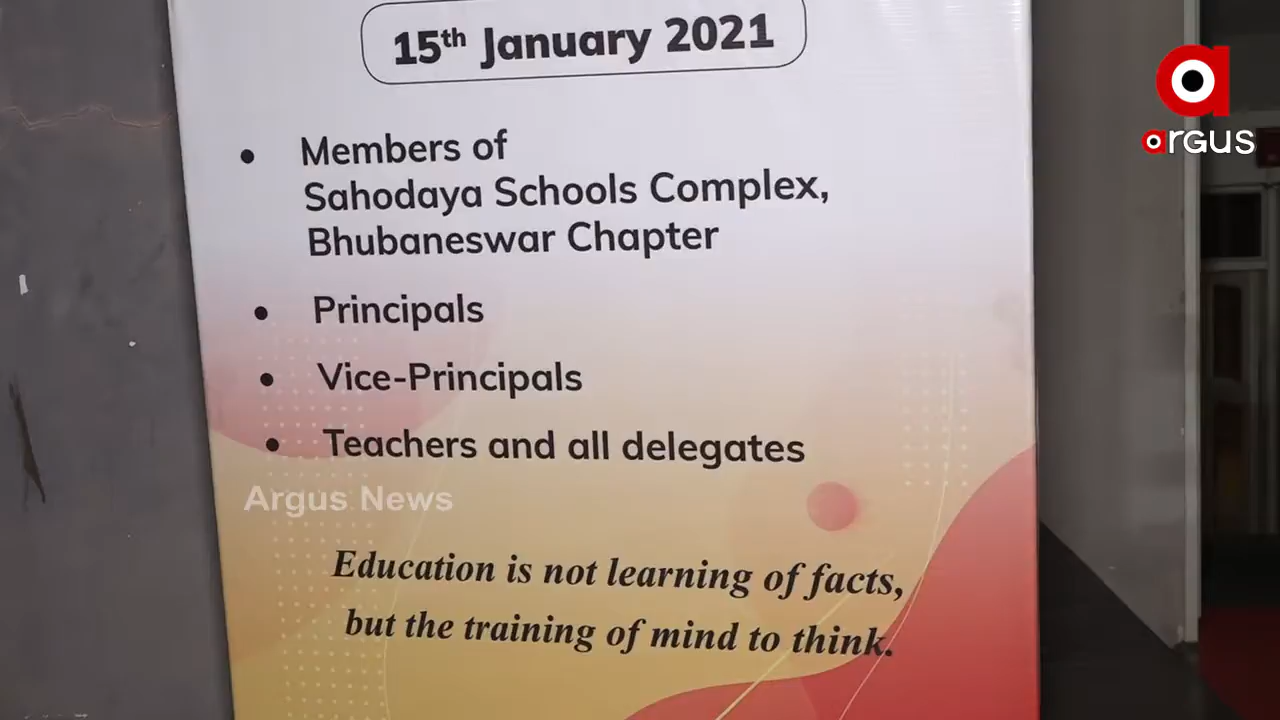 15th January 2021
argus
• Members of
Sahodaya Schools Complex,
Bhubaneswar Chapter
• Principals
• Vice-Principals
• Teachers and all delegates
Argus News
Education is not learning of facts,
but the training of mind to think.